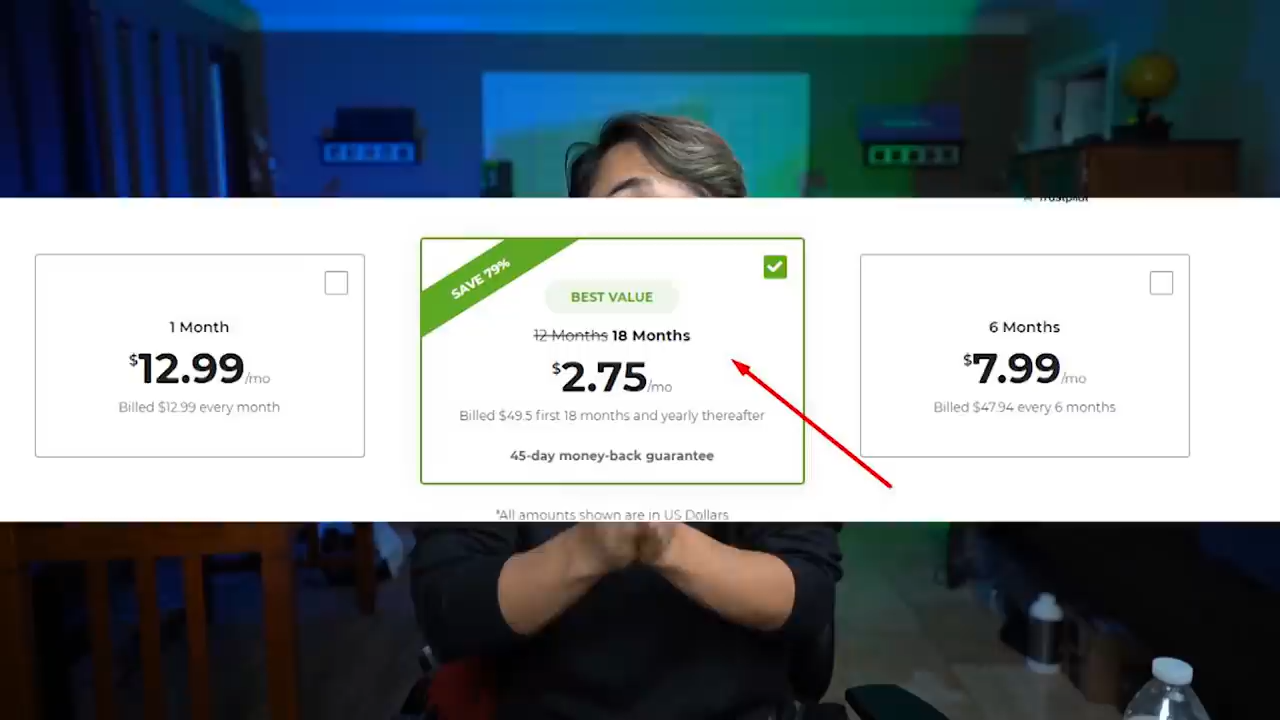 Trustpilot
1 Month
$12.99/mo
Billed $12.99 every month
SAVE 79%
BEST VALUE
12 Months 18 Months
$2.75/mo
Billed $49.5 first 18 months and yearly thereafter
45-day money-back guarantee
6 Months
$7.99/mo
Billed $47.94 every 6 months
*All amounts shown are in US Dollars